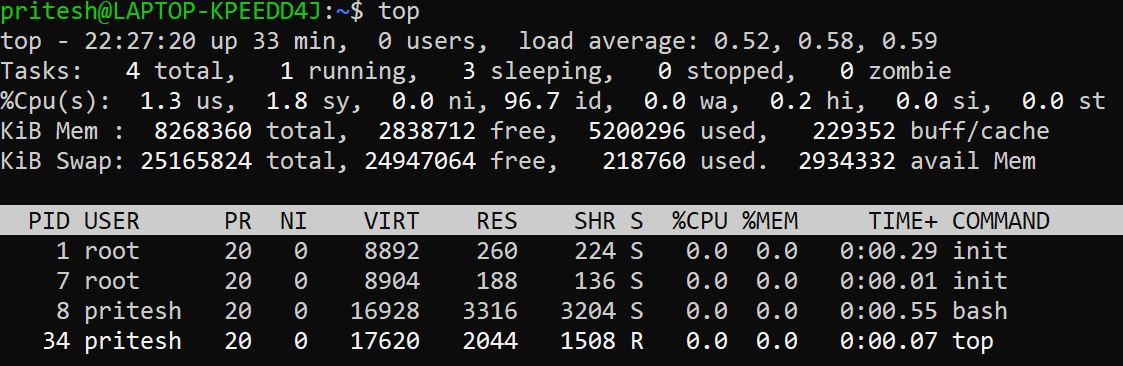 pritesh@LAPTOP-KPEEDD4J:~$ top
top - 22:27:20 up 33 min,  0 users,  load average: 0.52, 0.58, 0.59
Tasks:   4 total,   1 running,   3 sleeping,   0 stopped,   0 zombie
%Cpu(s):  1.3 us,  1.8 sy,  0.0 ni, 96.7 id,  0.0 wa,  0.2 hi,  0.0 si,  0.0 st
KiB Mem :  8268360 total,  2838712 free,  5200296 used,   229352 buff/cache
KiB Swap: 25165824 total, 24947064 free,   218760 used.  2934332 avail Mem
  PID USER      PR  NI    VIRT    RES    SHR S  %CPU %MEM     TIME+ COMMAND
    1 root      20   0    8892    260    224 S   0.0  0.0   0:00.29 init
    7 root      20   0    8904    188    136 S   0.0  0.0   0:00.01 init
    8 pritesh   20   0   16928   3316   3204 S   0.0  0.0   0:00.55 bash
   34 pritesh   20   0   17620   2044   1508 R   0.0  0.0   0:00.07 top